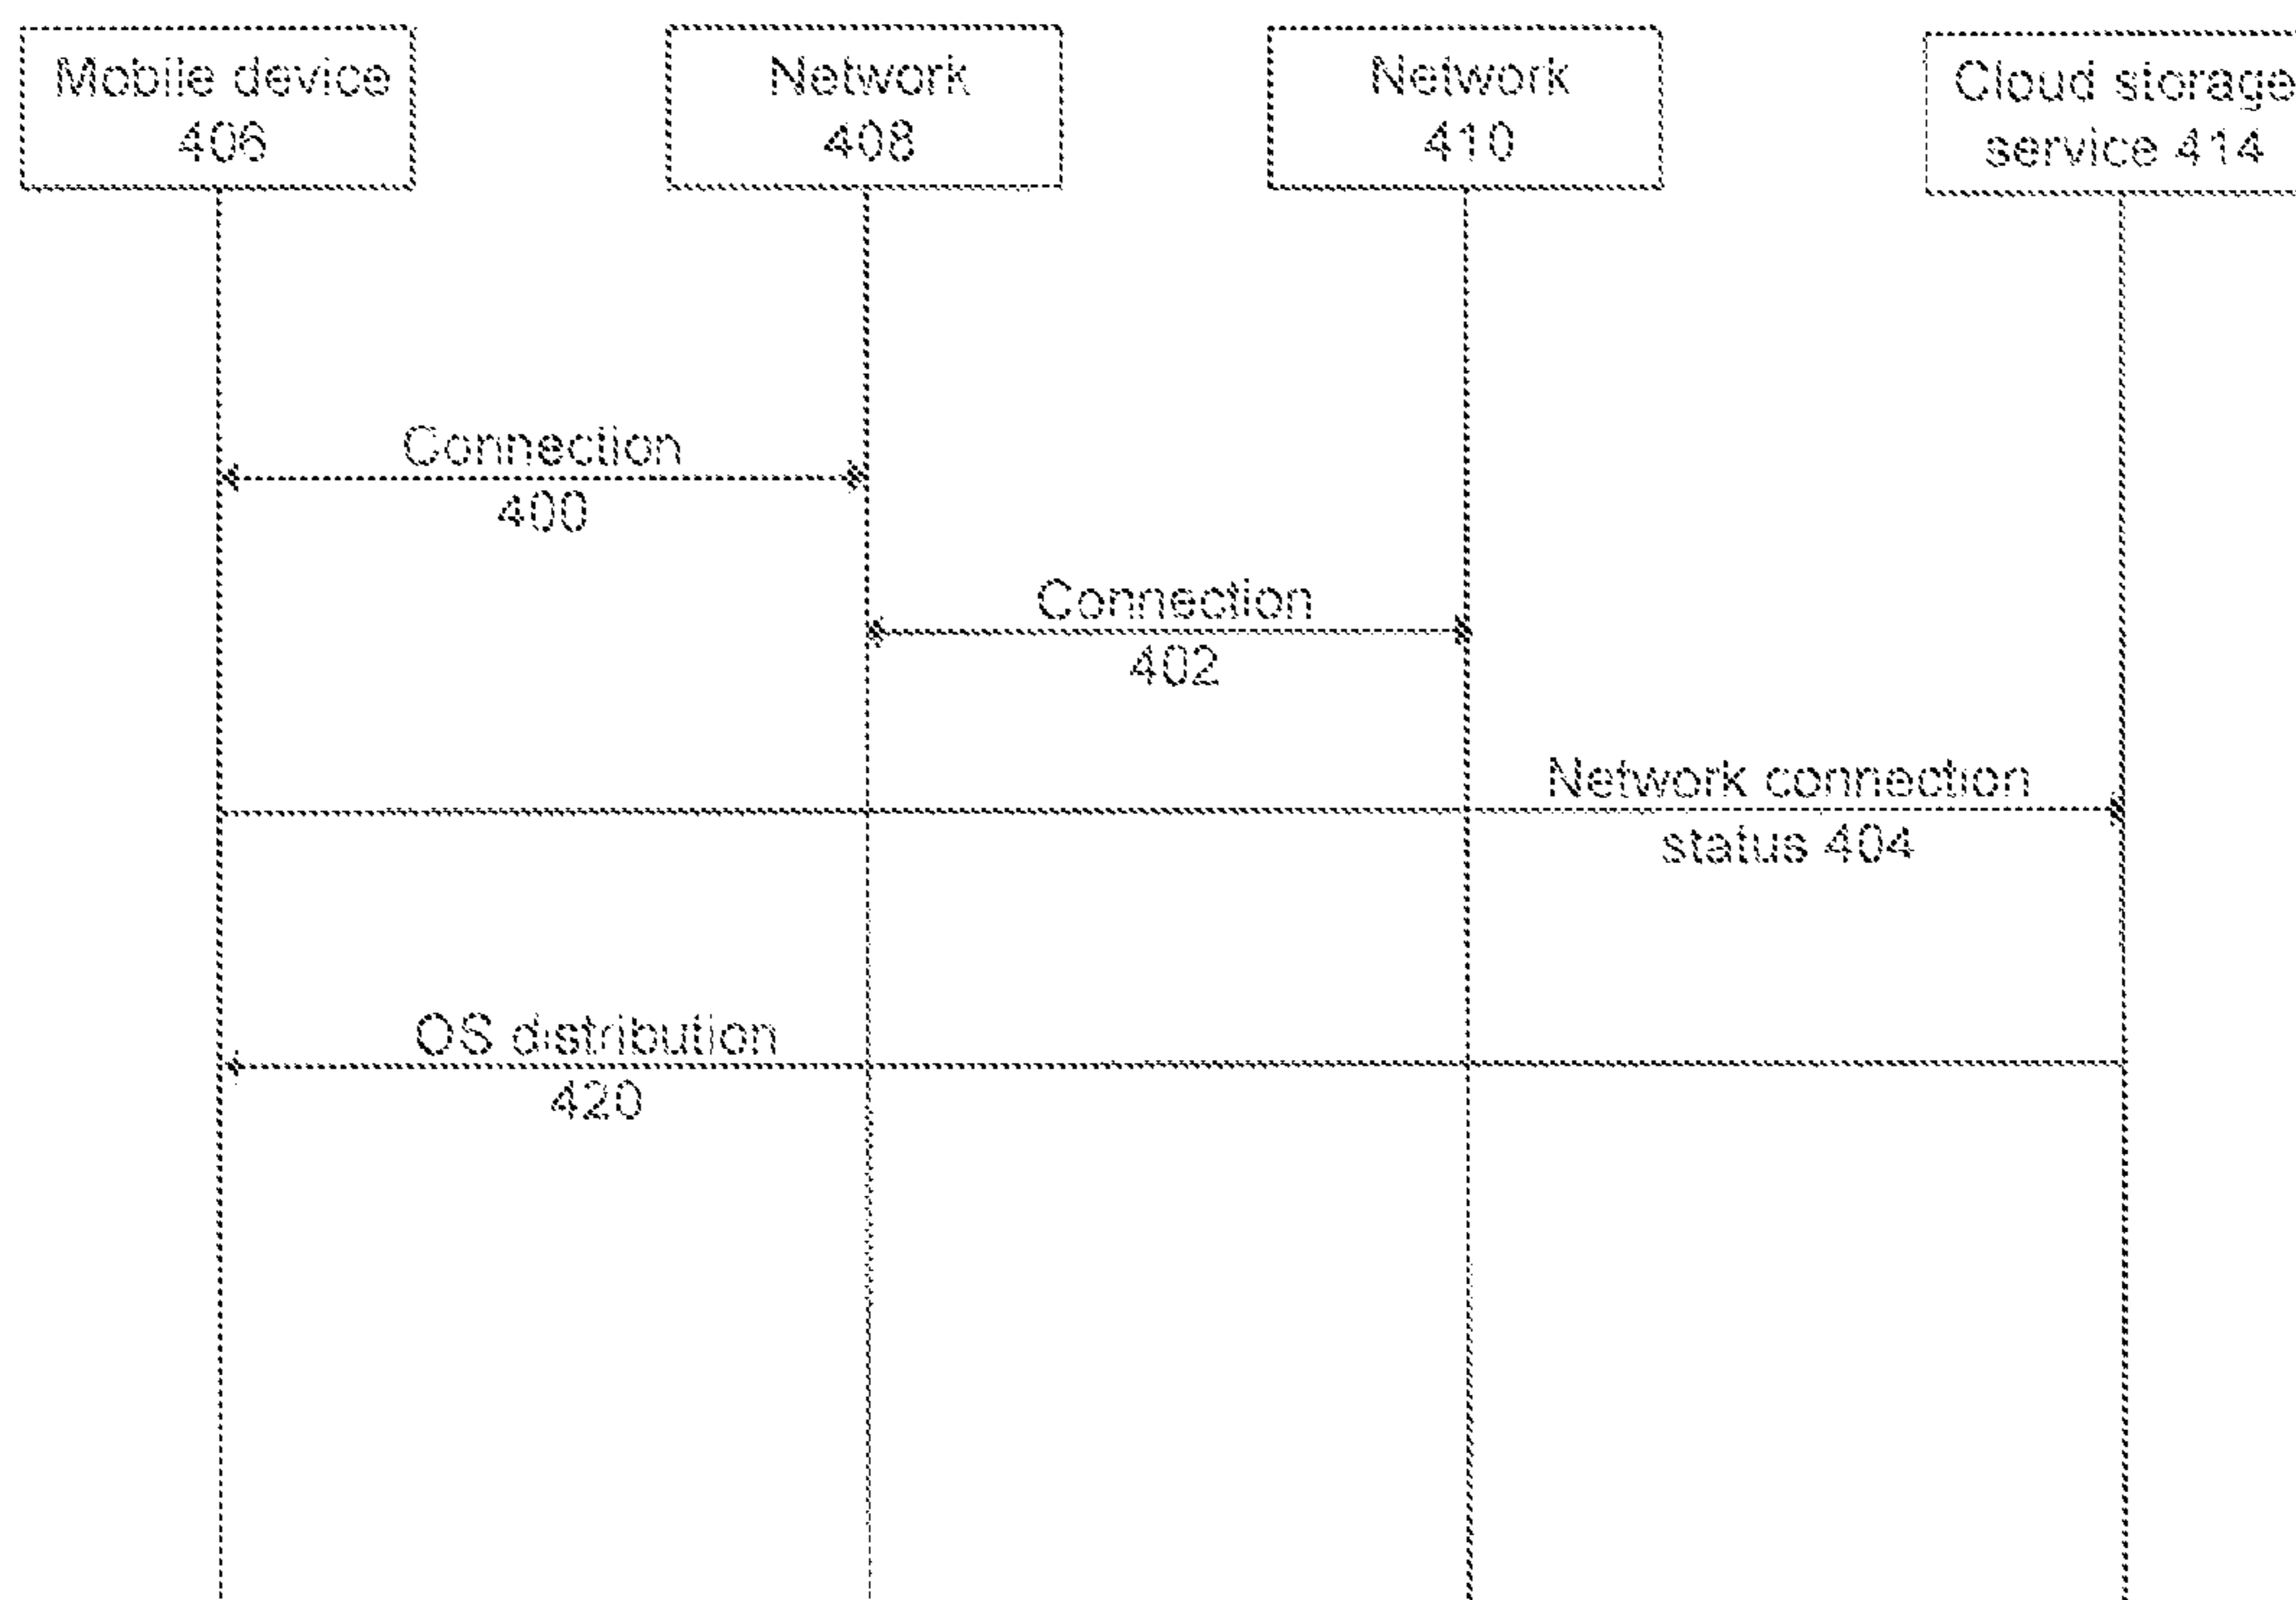 Mobile device
406
Network
408
Network
410
Cloud storage
service 414
Connection
400
Connection
402
Network connection
status 404
OS distribution
420